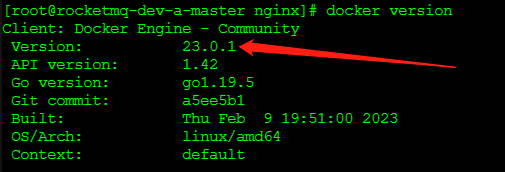 [root@rocketmq-dev-a-master nginx]# docker version
Client: Docker Engine - Community
Version: 23.0.1
API version: 1.42
Go version: go1.19.5
Git commit: a5ee5b1
Built: Thu Feb  9 19:51:00 2023
OS/Arch: linux/amd64
Context: default